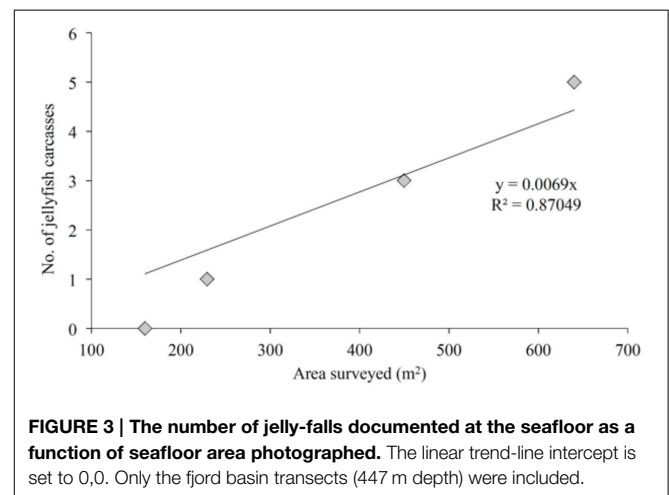 6
5
4
3
2
1
0
No. of jellyfish carcasses
y = 0.0069x
R² = 0.87049
100 200 300 400 500 600 700
Area surveyed (m²)
FIGURE 3 | The number of jelly-falls documented at the seafloor as a
function of seafloor area photographed. The linear trend-line intercept is
set to 0,0. Only the fjord basin transects (447 m depth) were included.